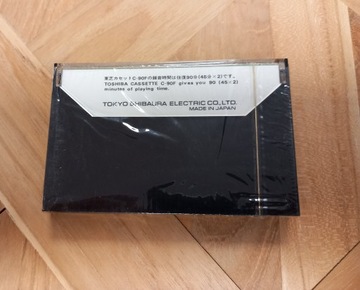 東芝カセットC-90Fの録音時間は往復90分(45分×2)です。
TOSHIBA CASSETTE C-90F gives you 90 (45×2)
minutes of playing time.
TOKYO SHIBAURA ELECTRIC CO., LTD.
MADE IN JAPAN